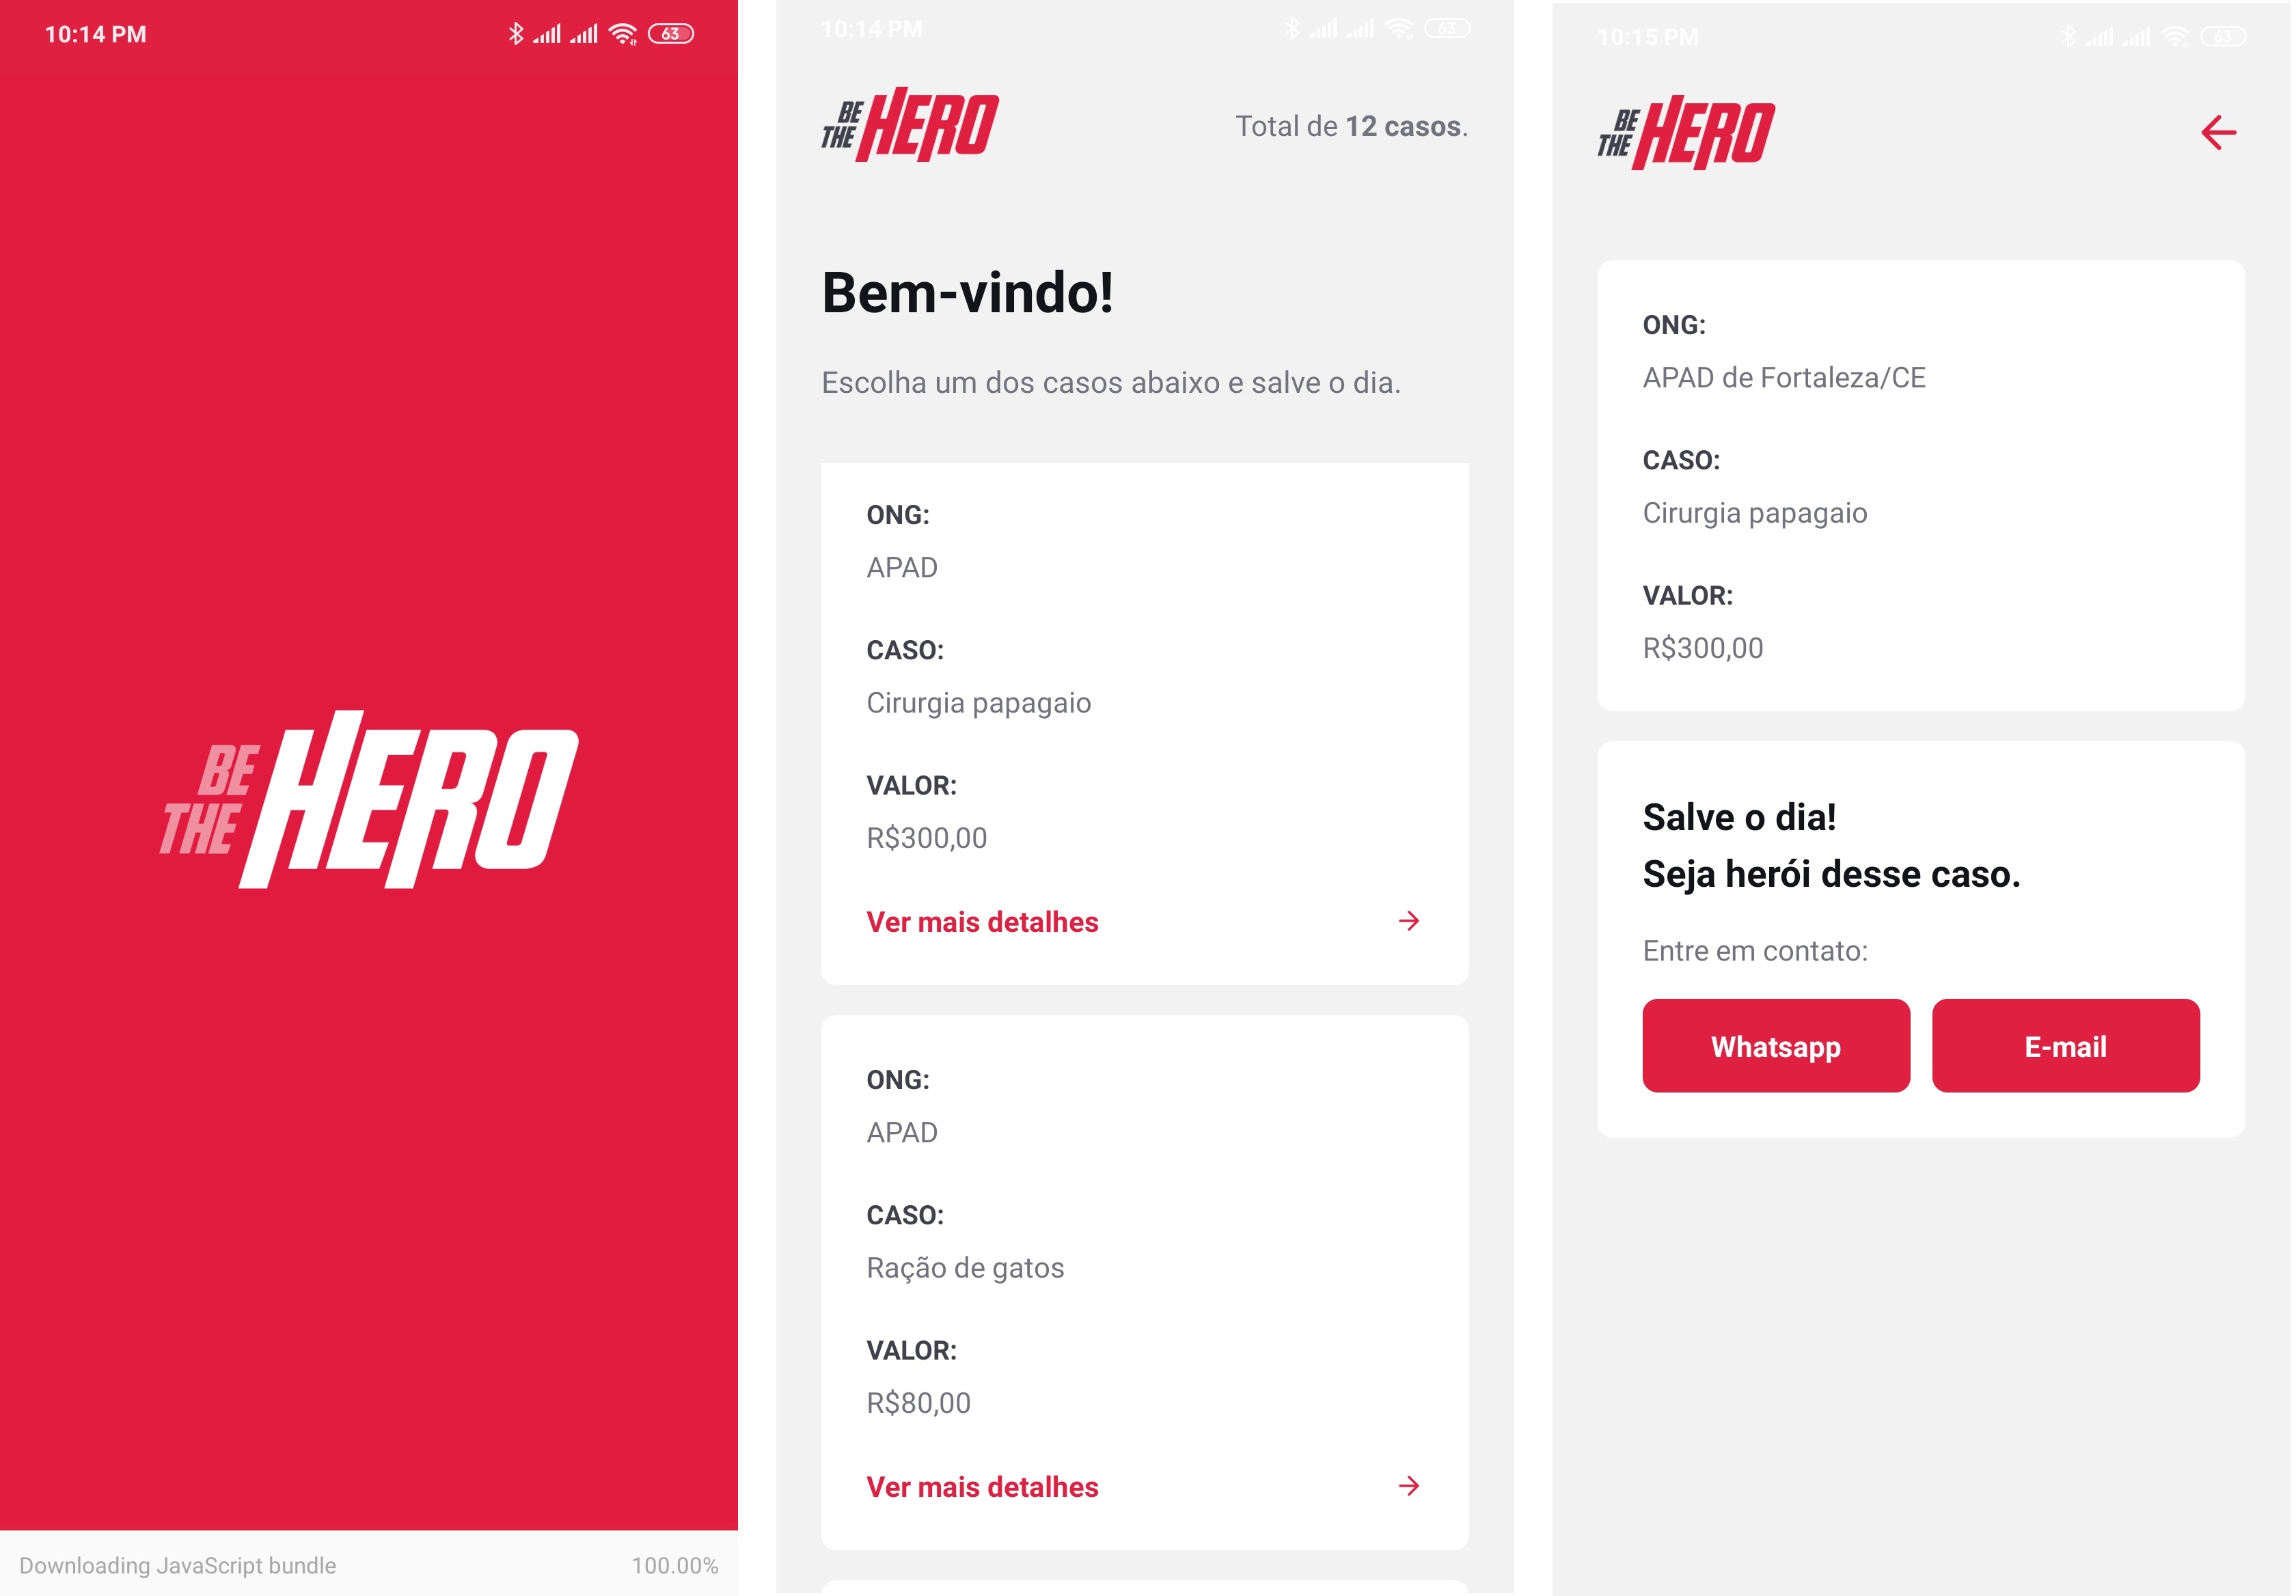 10:14 PM
63
BE
THE HERO
Downloading JavaScript bundle 100.00%
10:14 PM
63
BE
THE HERO
Total de 12 casos.
Bem-vindo!
Escolha um dos casos abaixo e salve o dia.
ONG:
APAD
CASO:
Cirurgia papagaio
VALOR:
R$300,00
Ver mais detalhes
ONG:
APAD
CASO:
Ração de gatos
VALOR:
R$80,00
Ver mais detalhes
10:15 PM
63
BE
THE HERO
ONG:
APAD de Fortaleza/CE
CASO:
Cirurgia papagaio
VALOR:
R$300,00
Salve o dia!
Seja herói desse caso.
Entre em contato:
Whatsapp
E-mail